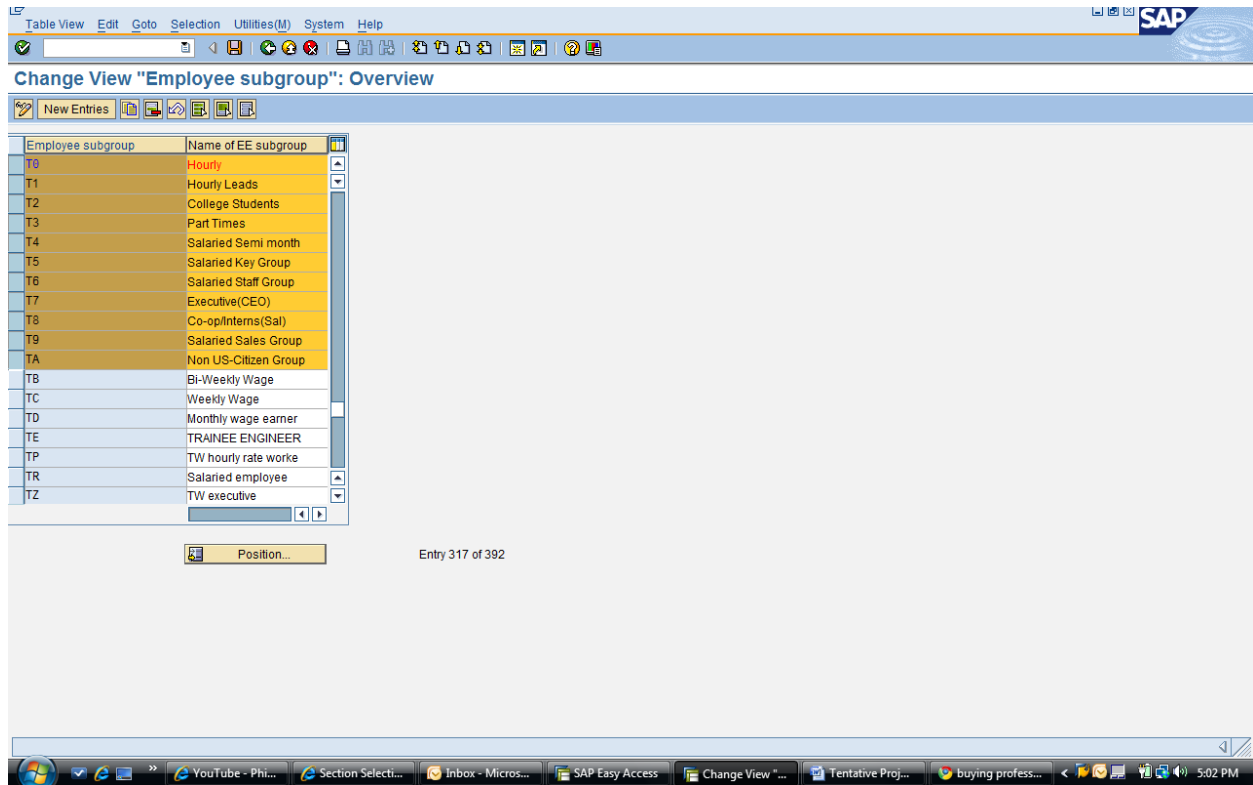 Table View Edit Goto Selection Utilities(M) System Help
SAP
Change View "Employee subgroup": Overview
New Entries
Employee subgroup Name of EE subgroup
T0 Hourly
T1 Hourly Leads
T2 College Students
T3 Part Times
T4 Salaried Semi month
T5 Salaried Key Group
T6 Salaried Staff Group
T7 Executive(CEO)
T8 Co-op/Interns(Sal)
T9 Salaried Sales Group
TA Non US-Citizen Group
TB Bi-Weekly Wage
TC Weekly Wage
TD Monthly wage earner
TE TRAINEE ENGINEER
TP TW hourly rate worke
TR Salaried employee
TZ TW executive
Position... Entry 317 of 392
YouTube - Phi... Section Selecti... Inbox - Micros... SAP Easy Access Change View "... Tentative Proj... buying profess... 5:02 PM